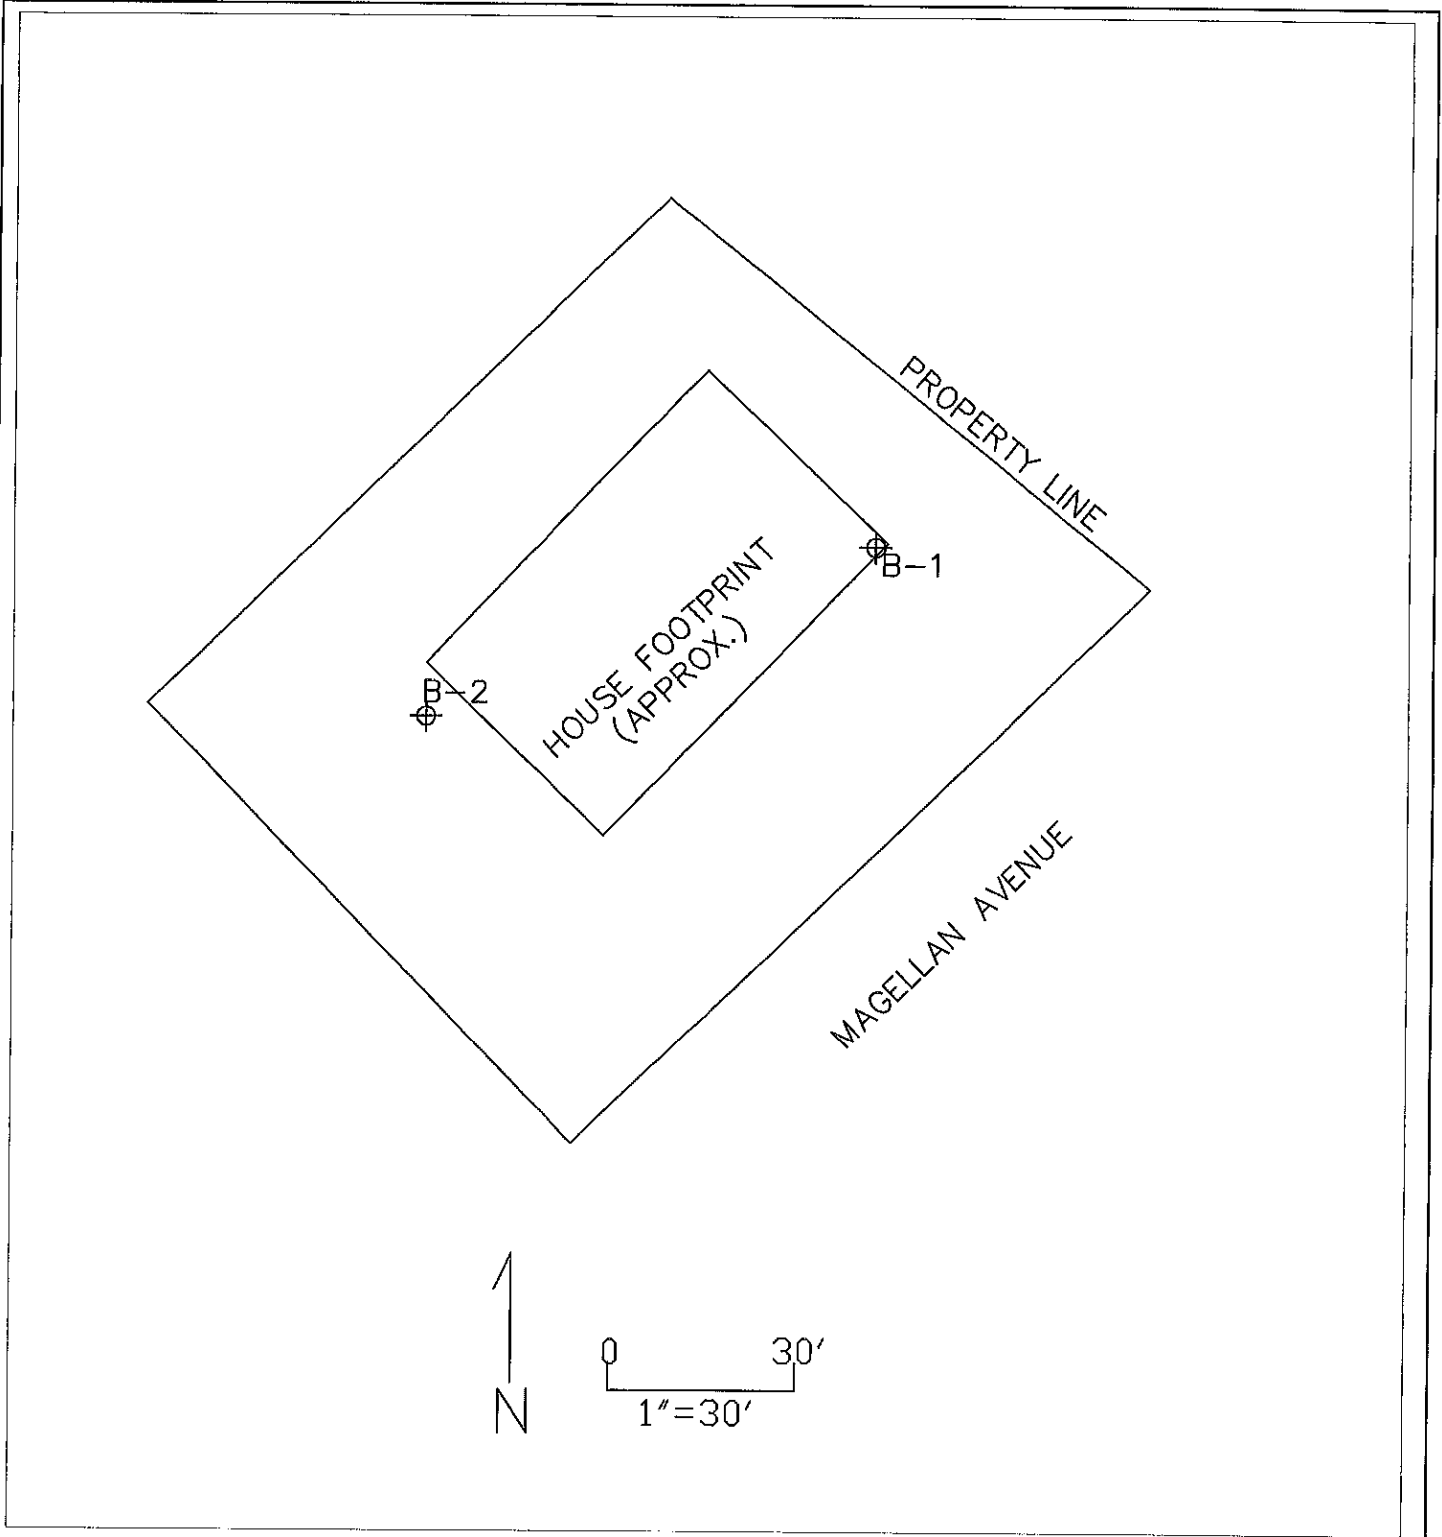 PROPERTY LINE
B-1
HOUSE FOOTPRINT
(APPROX.)
B-2
MAGELLAN AVENUE
N
0 30'
1"=30'